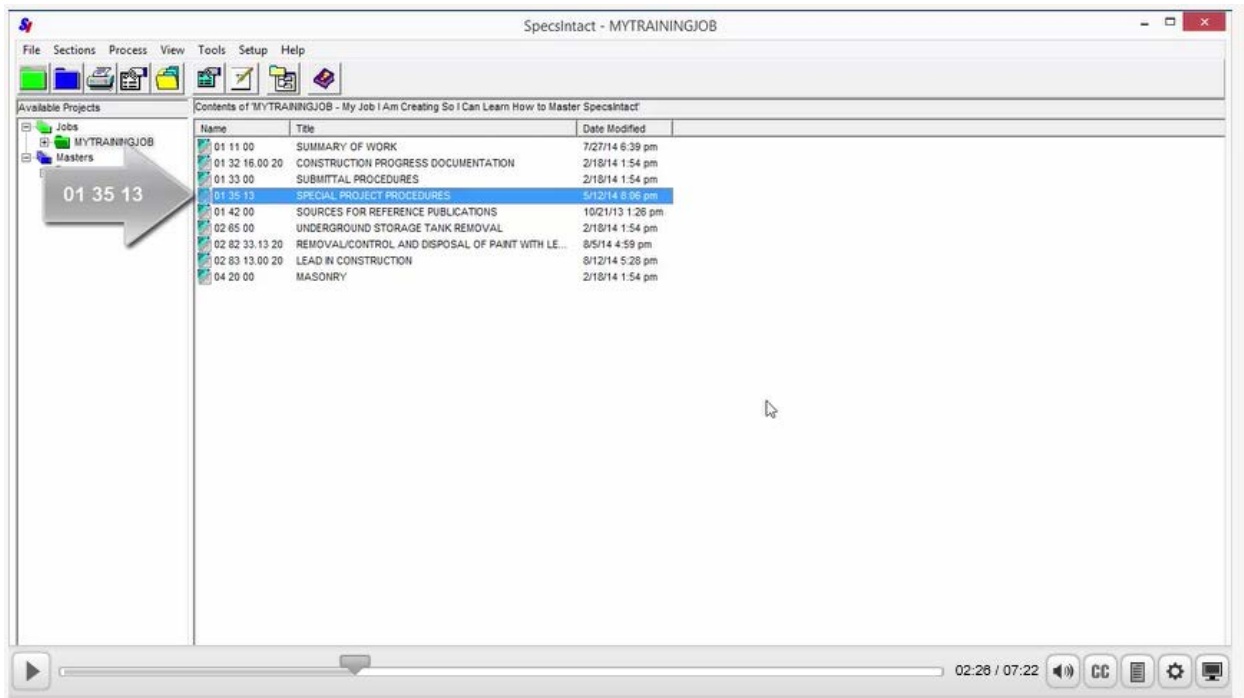 SpecsIntact - MYTRAININGJOB
File Sections Process View Tools Setup Help
Available Projects
Contents of 'MYTRAININGJOB - My Job I Am Creating So I Can Learn How to Master SpecsIntact'
Jobs
MYTRAININGJOB
Masters
01 35 13
Name Title Date Modified
01 11 00 SUMMARY OF WORK 7/27/14 6:39 pm
01 32 16.00 20 CONSTRUCTION PROGRESS DOCUMENTATION 2/18/14 1:54 pm
01 33 00 SUBMITTAL PROCEDURES 2/18/14 1:54 pm
01 35 13 SPECIAL PROJECT PROCEDURES 5/12/14 8:06 pm
01 42 00 SOURCES FOR REFERENCE PUBLICATIONS 10/21/13 1:26 pm
02 65 00 UNDERGROUND STORAGE TANK REMOVAL 2/18/14 1:54 pm
02 82 33.13 20 REMOVAL/CONTROL AND DISPOSAL OF PAINT WITH LE... 8/5/14 4:59 pm
02 83 13.00 20 LEAD IN CONSTRUCTION 8/12/14 5:28 pm
04 20 00 MASONRY 2/18/14 1:54 pm
02:26 / 07:22 CC